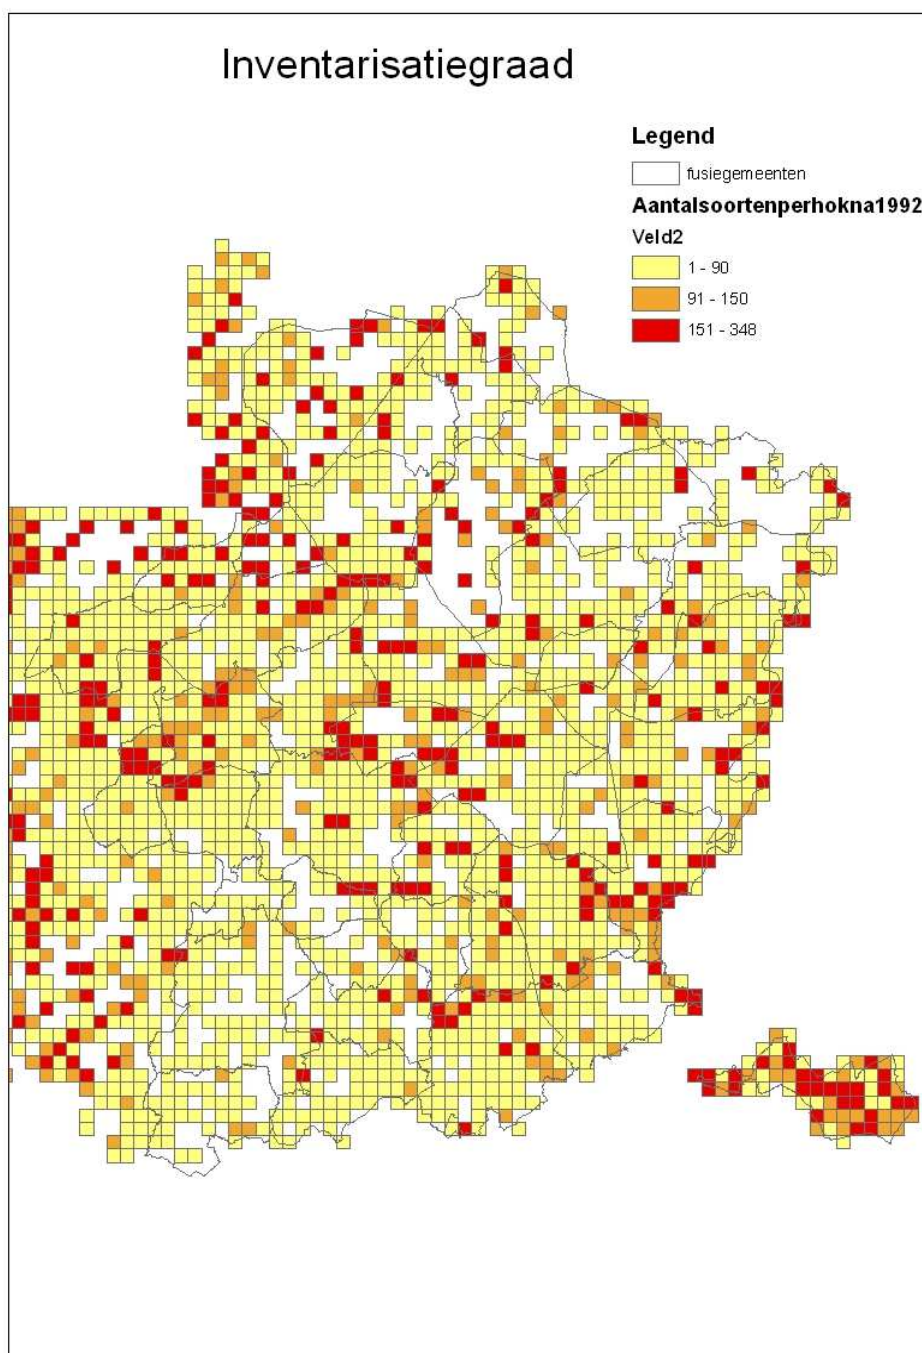 Inventarisatiegraad
Legend
fusiegemeenten
Aantalsoortenperhokna1992
Veld2
1 - 90
91 - 150
151 - 348